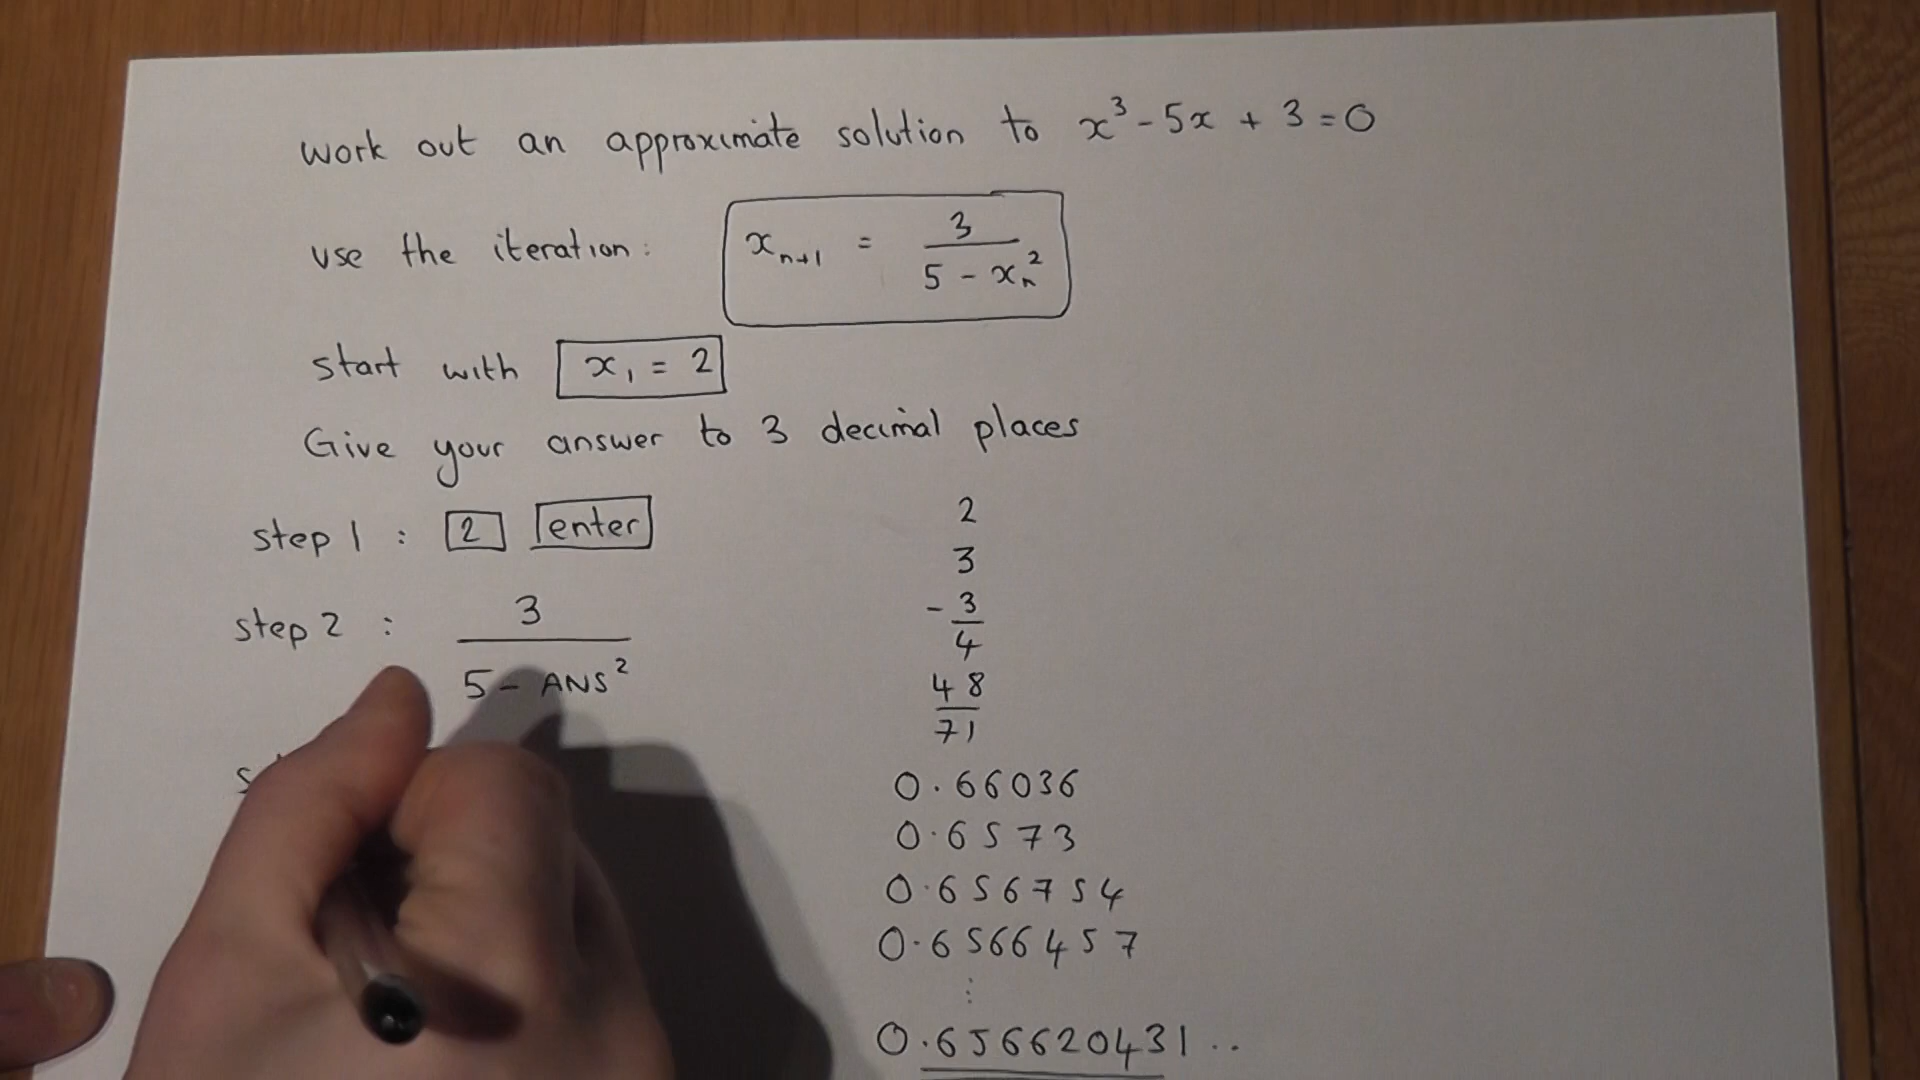 work out an approximate solution to x³ - 5x + 3 = 0
use the iteration: xₙ₊₁ = 3 / (5 - xₙ²)
start with x₁ = 2
Give your answer to 3 decimal places
step 1 : 2 enter
step 2 : 3 / (5 - ANS²)
2
3
- 3/4
48/71
0.66036
0.6573
0.656754
0.6566457
⋮
0.656620431..